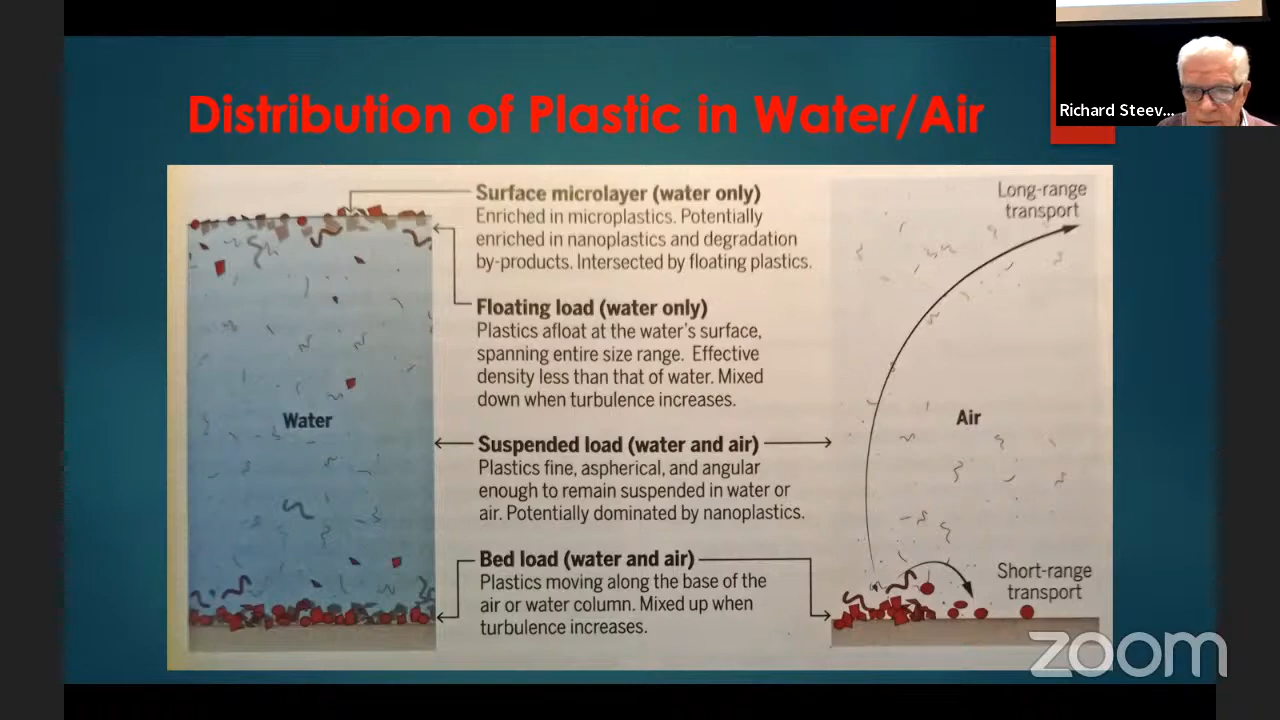 Distribution of Plastic in Water/Air
Richard Steev...
Surface microlayer (water only)
Enriched in microplastics. Potentially
enriched in nanoplastics and degradation
by-products. Intersected by floating plastics.
Floating load (water only)
Plastics afloat at the water's surface,
spanning entire size range. Effective
density less than that of water. Mixed
down when turbulence increases.
Water
Suspended load (water and air)
Plastics fine, aspherical, and angular
enough to remain suspended in water or
air. Potentially dominated by nanoplastics.
Bed load (water and air)
Plastics moving along the base of the
air or water column. Mixed up when
turbulence increases.
Long-range
transport
Air
Short-range
transport
zoom